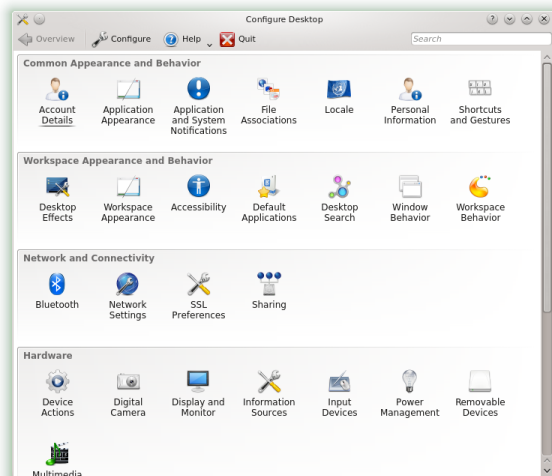 Configure Desktop
Overview Configure Help Quit Search
Common Appearance and Behavior
Account Application Application File Locale Personal Shortcuts
Details Appearance and System Associations Information and Gestures
Notifications
Workspace Appearance and Behavior
Desktop Workspace Accessibility Default Desktop Window Workspace
Effects Appearance Applications Search Behavior Behavior
Network and Connectivity
Bluetooth Network SSL Sharing
Settings Preferences
Hardware
Device Digital Display and Information Input Power Removable
Actions Camera Monitor Sources Devices Management Devices
Multimedia